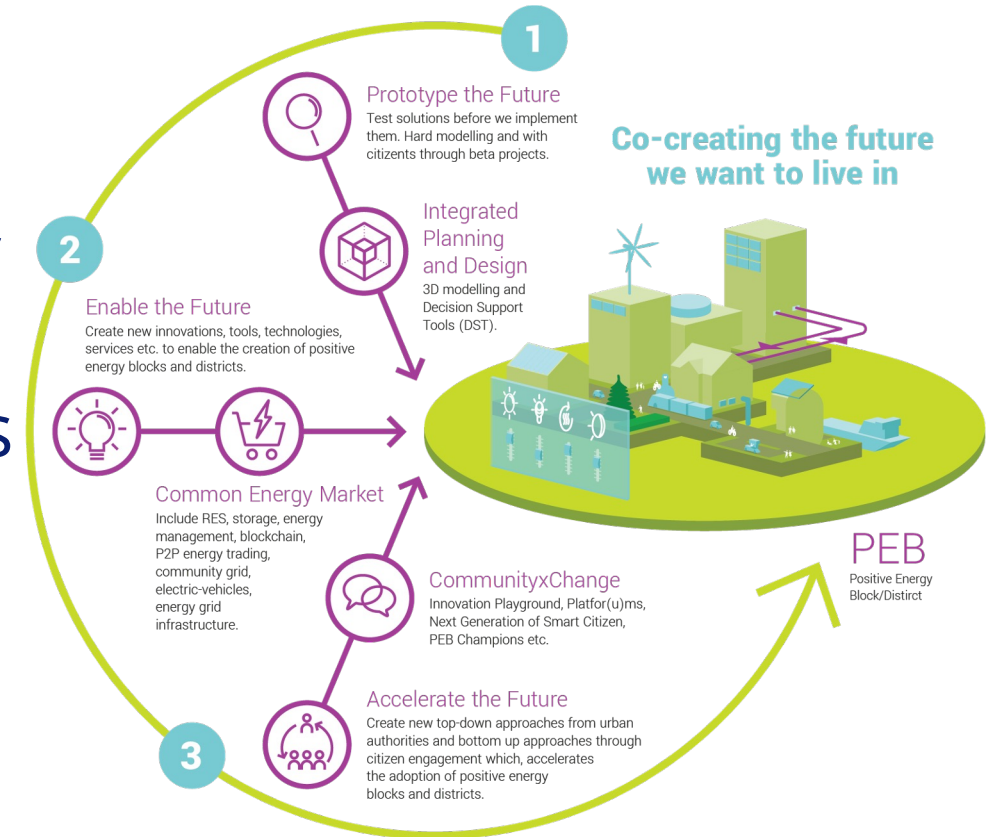 1
Prototype the Future
Test solutions before we implement
them. Hard modelling and with
citizents through beta projects.
Co-creating the future
we want to live in
Integrated
Planning
and Design
3D modelling and
Decision Support
Tools (DST).
2
Enable the Future
Create new innovations, tools, technologies,
services etc. to enable the creation of positive
energy blocks and districts.
s
Common Energy Market
Include RES, storage, energy
management, blockchain,
P2P energy trading,
community grid,
electric-vehicles,
energy grid
infrastructure.
PEB
Positive Energy
Block/Distirct
CommunityxChange
Innovation Playground, Platfor(u)ms,
Next Generation of Smart Citizen,
PEB Champions etc.
3
Accelerate the Future
Create new top-down approaches from urban
authorities and bottom up approaches through
citizen engagement which, accelerates
the adoption of positive energy
blocks and districts.